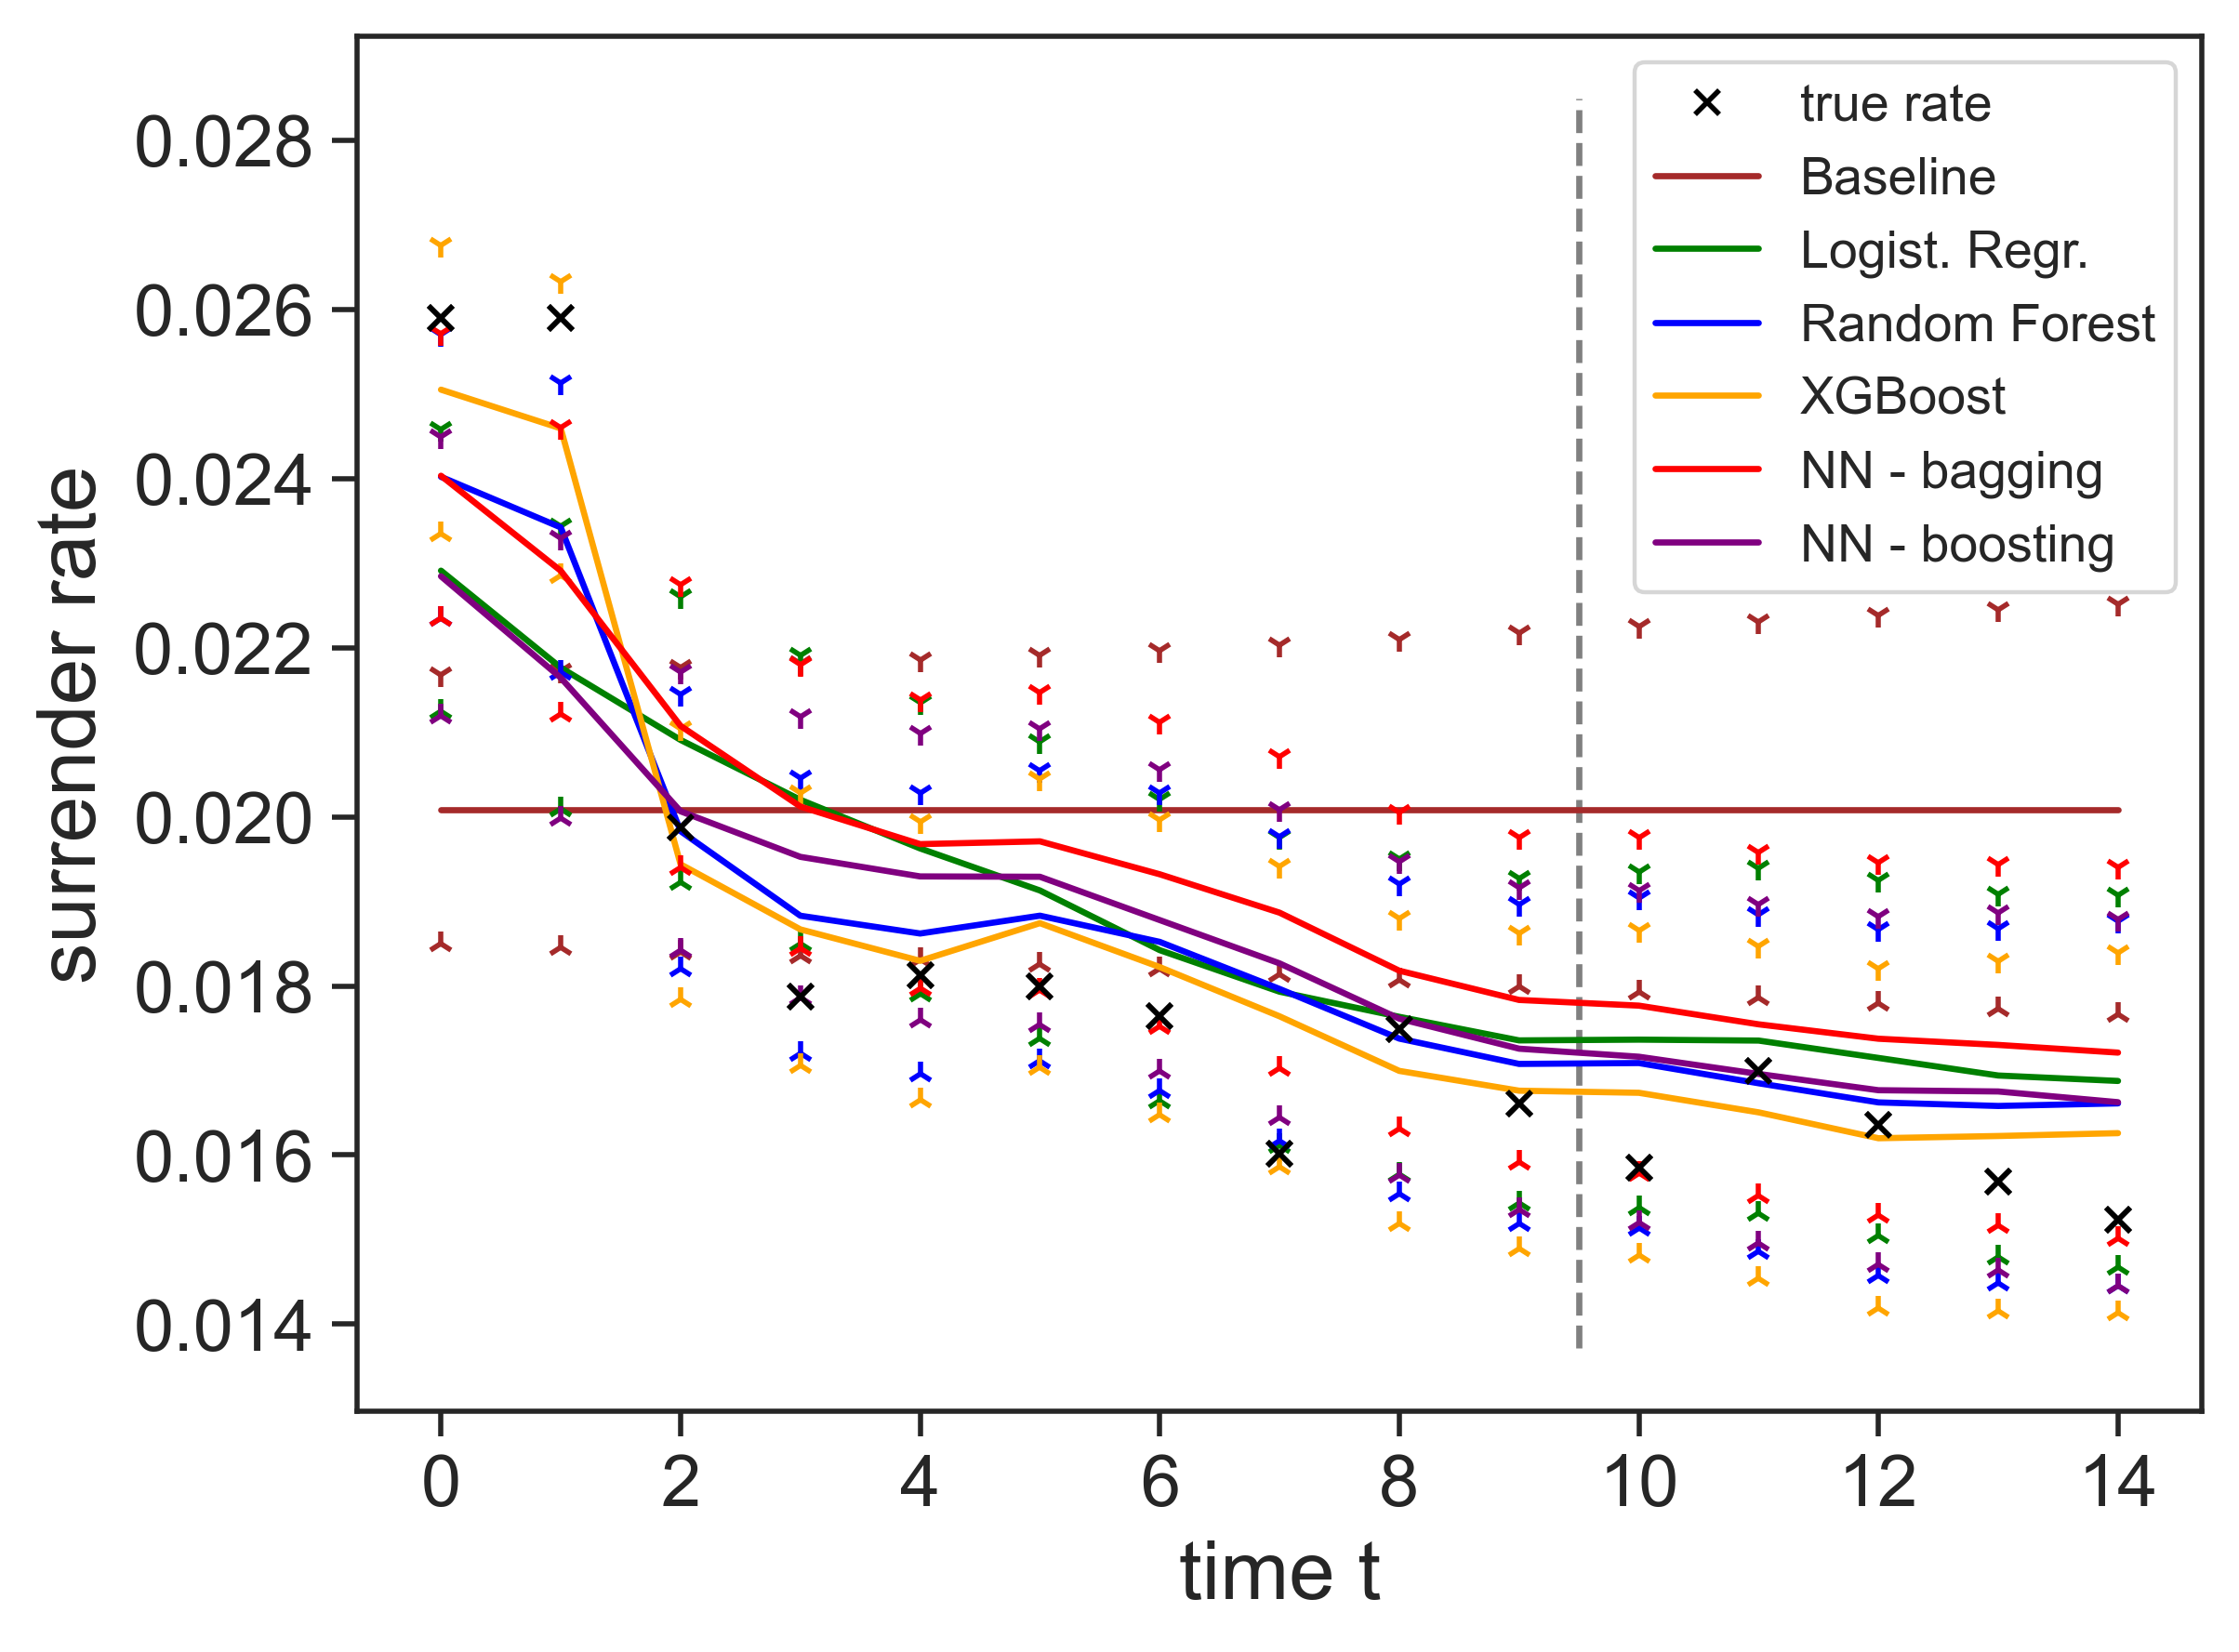 true rate
Baseline
Logist. Regr.
Random Forest
XGBoost
NN - bagging
NN - boosting
surrender rate
0.028
0.026
0.024
0.022
0.020
0.018
0.016
0.014
0 2 4 6 8 10 12 14
time t